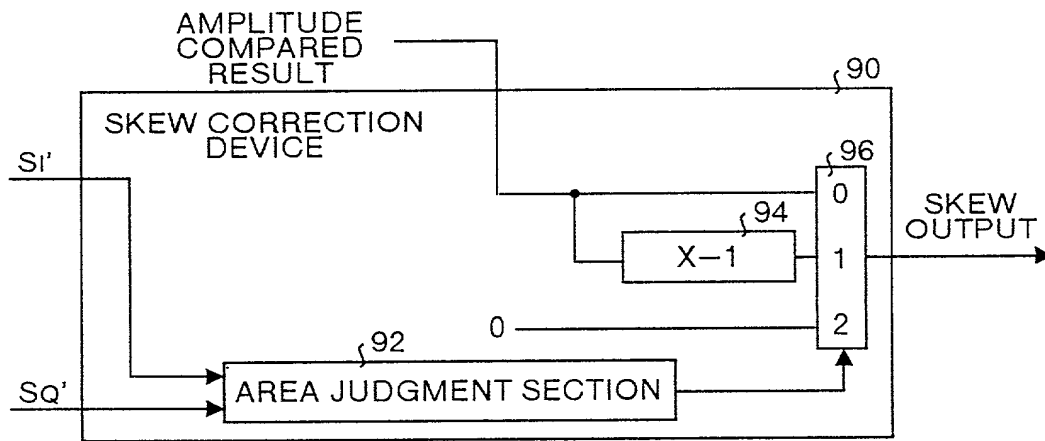 AMPLITUDE
COMPARED
RESULT
90
SKEW CORRECTION
DEVICE
SI'
96
0
94
X−1
1
SKEW
OUTPUT
0
2
92
AREA JUDGMENT SECTION
SQ'